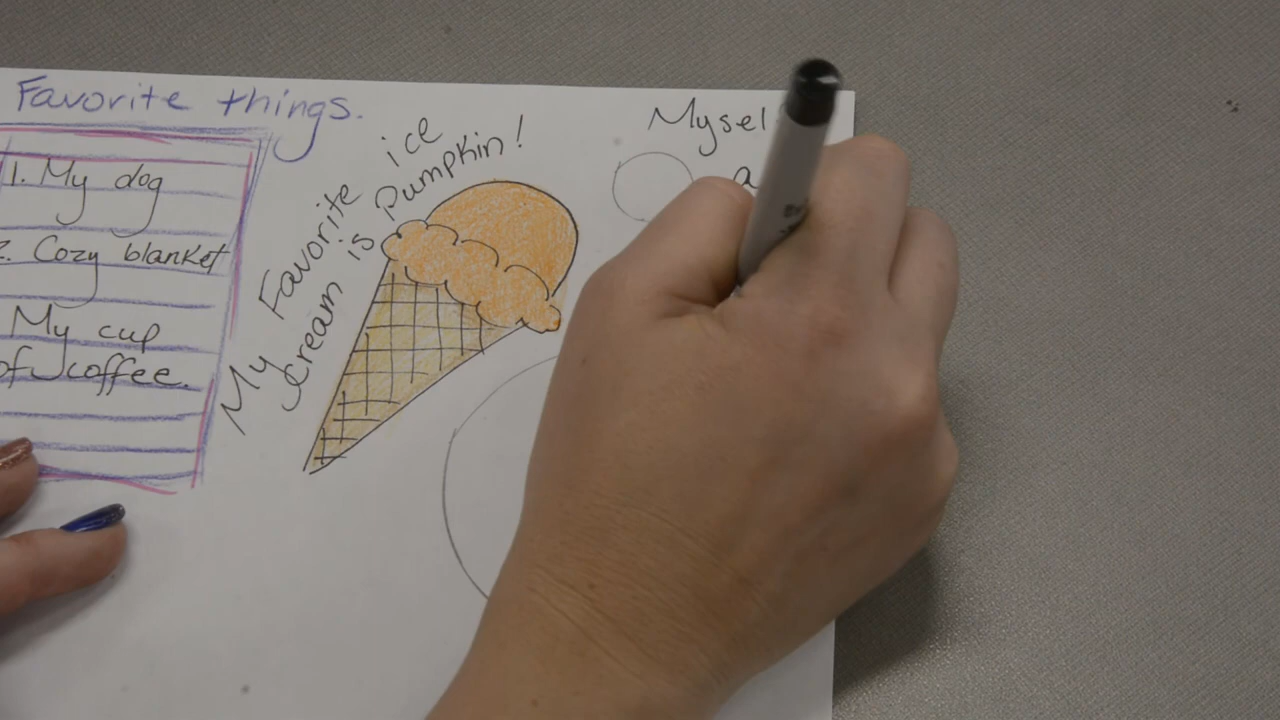 Favorite things.
1. My dog
2. Cozy blanket
My cup
of coffee.
My Favorite ice
cream is Pumpkin!
Mysel
a